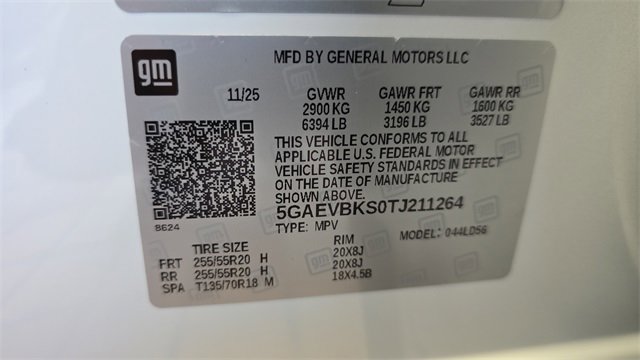 gm
MFD BY GENERAL MOTORS LLC
11/25 GVWR GAWR FRT GAWR RR
2900 KG 1450 KG 1600 KG
6394 LB 3196 LB 3527 LB
THIS VEHICLE CONFORMS TO ALL
APPLICABLE U.S. FEDERAL MOTOR
VEHICLE SAFETY STANDARDS IN EFFECT
ON THE DATE OF MANUFACTURE
SHOWN ABOVE.
5GAEVBKS0TJ211264
8624
TYPE: MPV MODEL: 044LD56
TIRE SIZE RIM
FRT 255/55R20 H 20X8J
RR 255/55R20 H 20X8J
SPA T135/70R18 M 18X4.5B